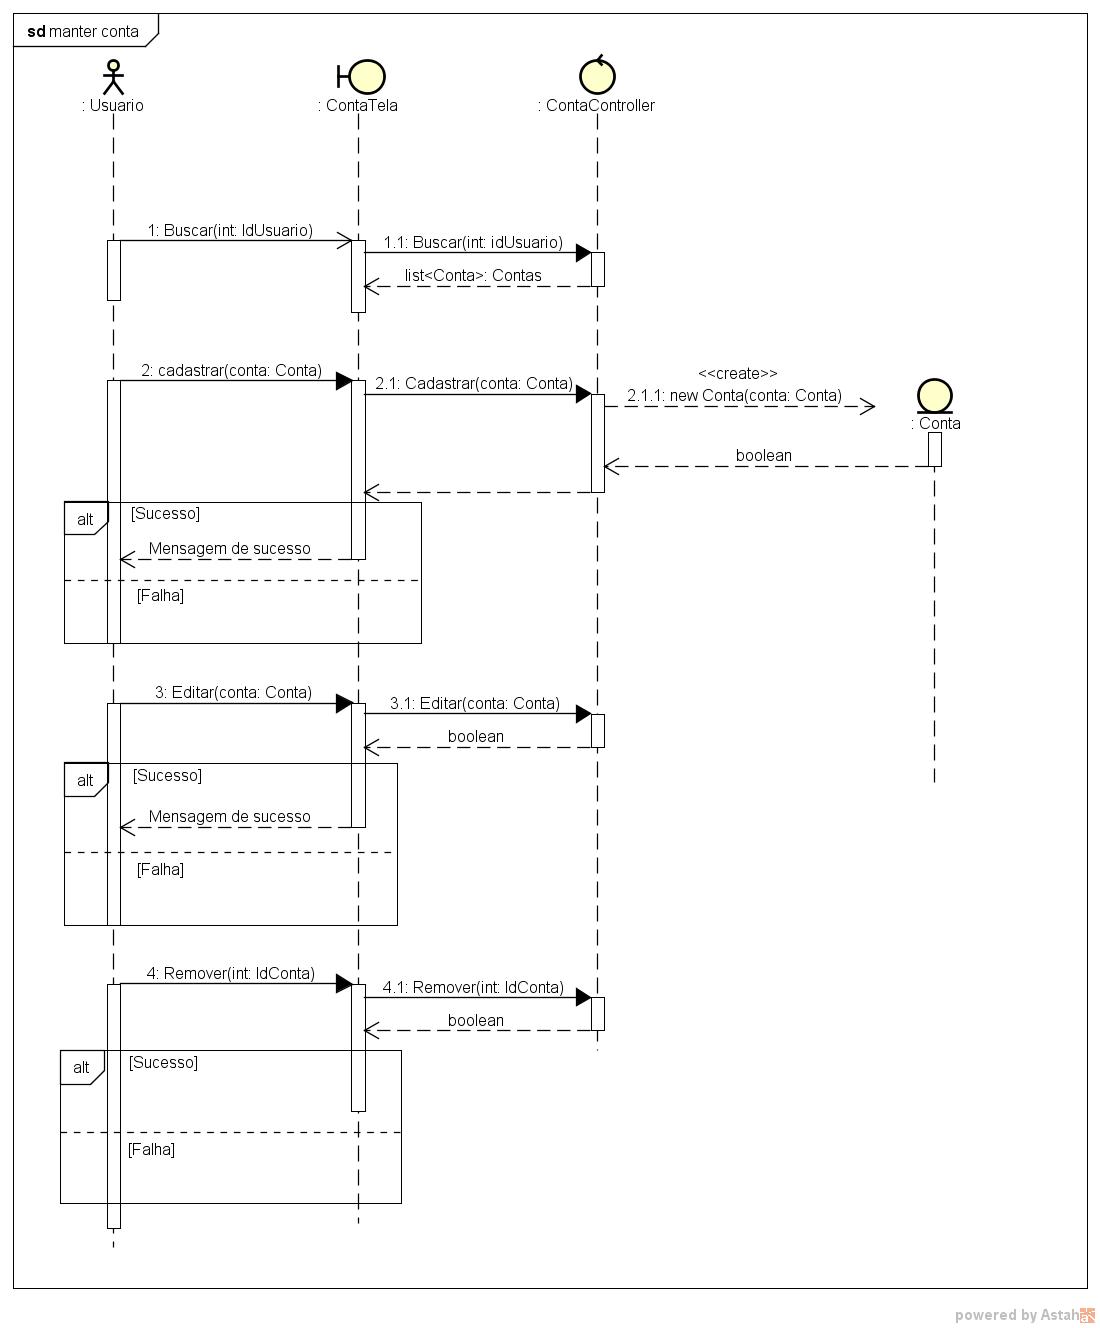 sd manter conta
: Usuario
: ContaTela
: ContaController
1: Buscar(int: IdUsuario)
1.1: Buscar(int: idUsuario)
list<Conta>: Contas
2: cadastrar(conta: Conta)
2.1: Cadastrar(conta: Conta)
<<create>>
2.1.1: new Conta(conta: Conta)
: Conta
boolean
alt
[Sucesso]
Mensagem de sucesso
[Falha]
3: Editar(conta: Conta)
3.1: Editar(conta: Conta)
boolean
alt
[Sucesso]
Mensagem de sucesso
[Falha]
4: Remover(int: IdConta)
4.1: Remover(int: IdConta)
boolean
alt
[Sucesso]
[Falha]
powered by Astah